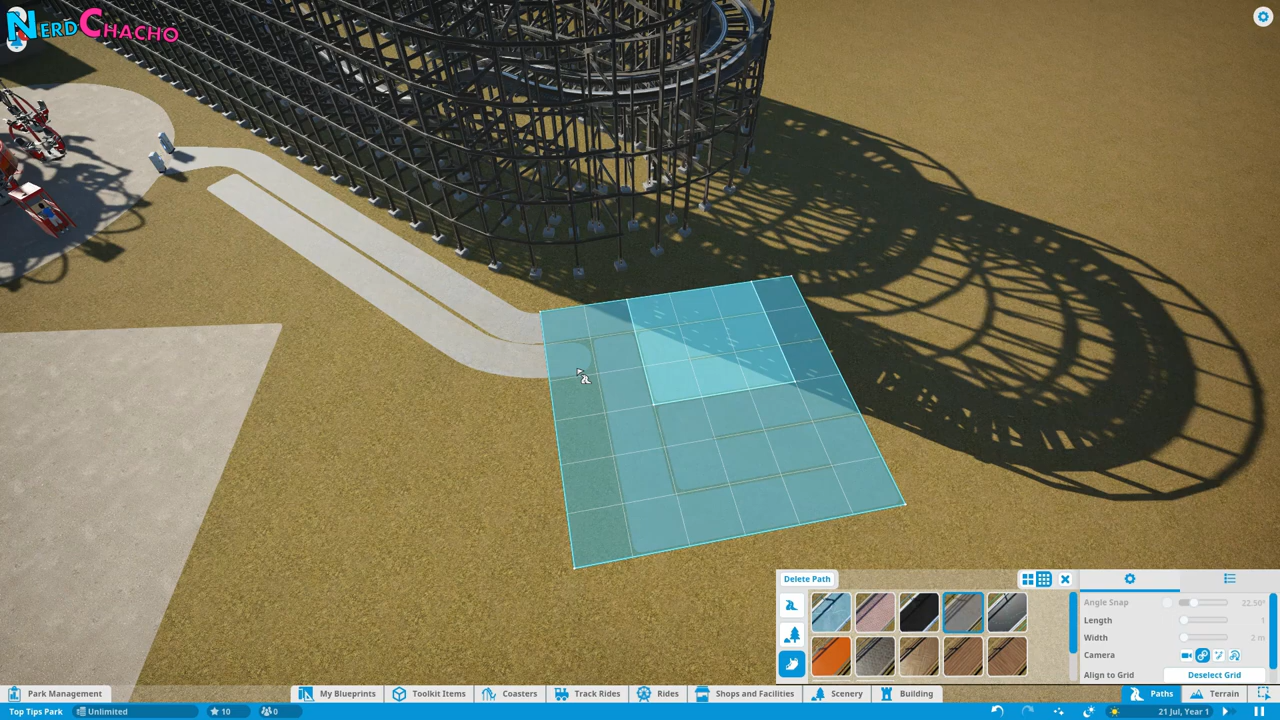 NERDCHACHO
Delete Path
Angle Snap 22.50°
Length 1
Width 2 m
Camera
Align to Grid Deselect Grid
Park Management My Blueprints Toolkit Items Coasters Track Rides Rides Shops and Facilities Scenery Building Paths Terrain
Top Tips Park Unlimited 10 0 21 Jul, Year 1